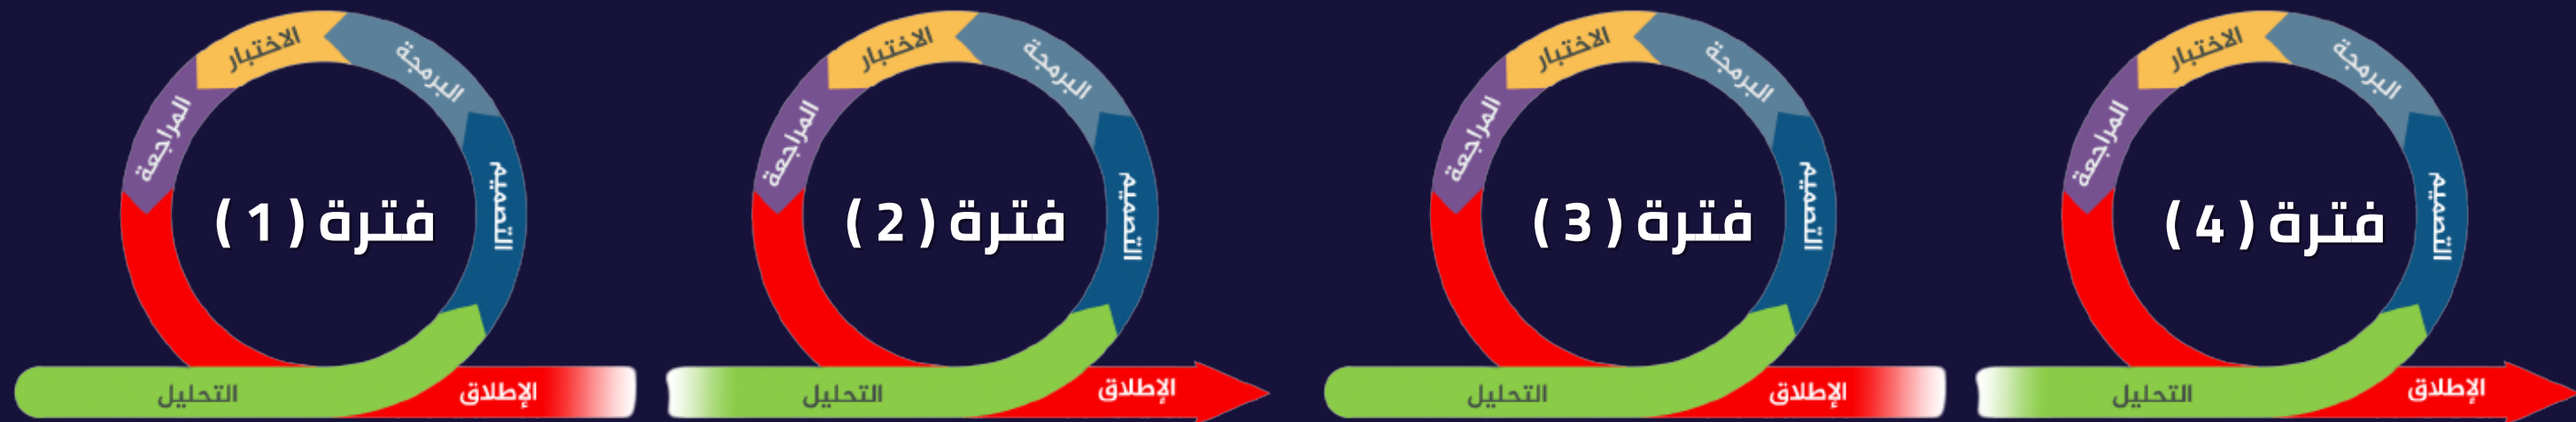 الاختبار
البرمجة
المراجعة
التصميم
فترة ( 1 )
التحليل
الإطلاق
الاختبار
البرمجة
المراجعة
التصميم
فترة ( 2 )
التحليل
الإطلاق
الاختبار
البرمجة
المراجعة
التصميم
فترة ( 3 )
التحليل
الإطلاق
الاختبار
البرمجة
المراجعة
التصميم
فترة ( 4 )
التحليل
الإطلاق